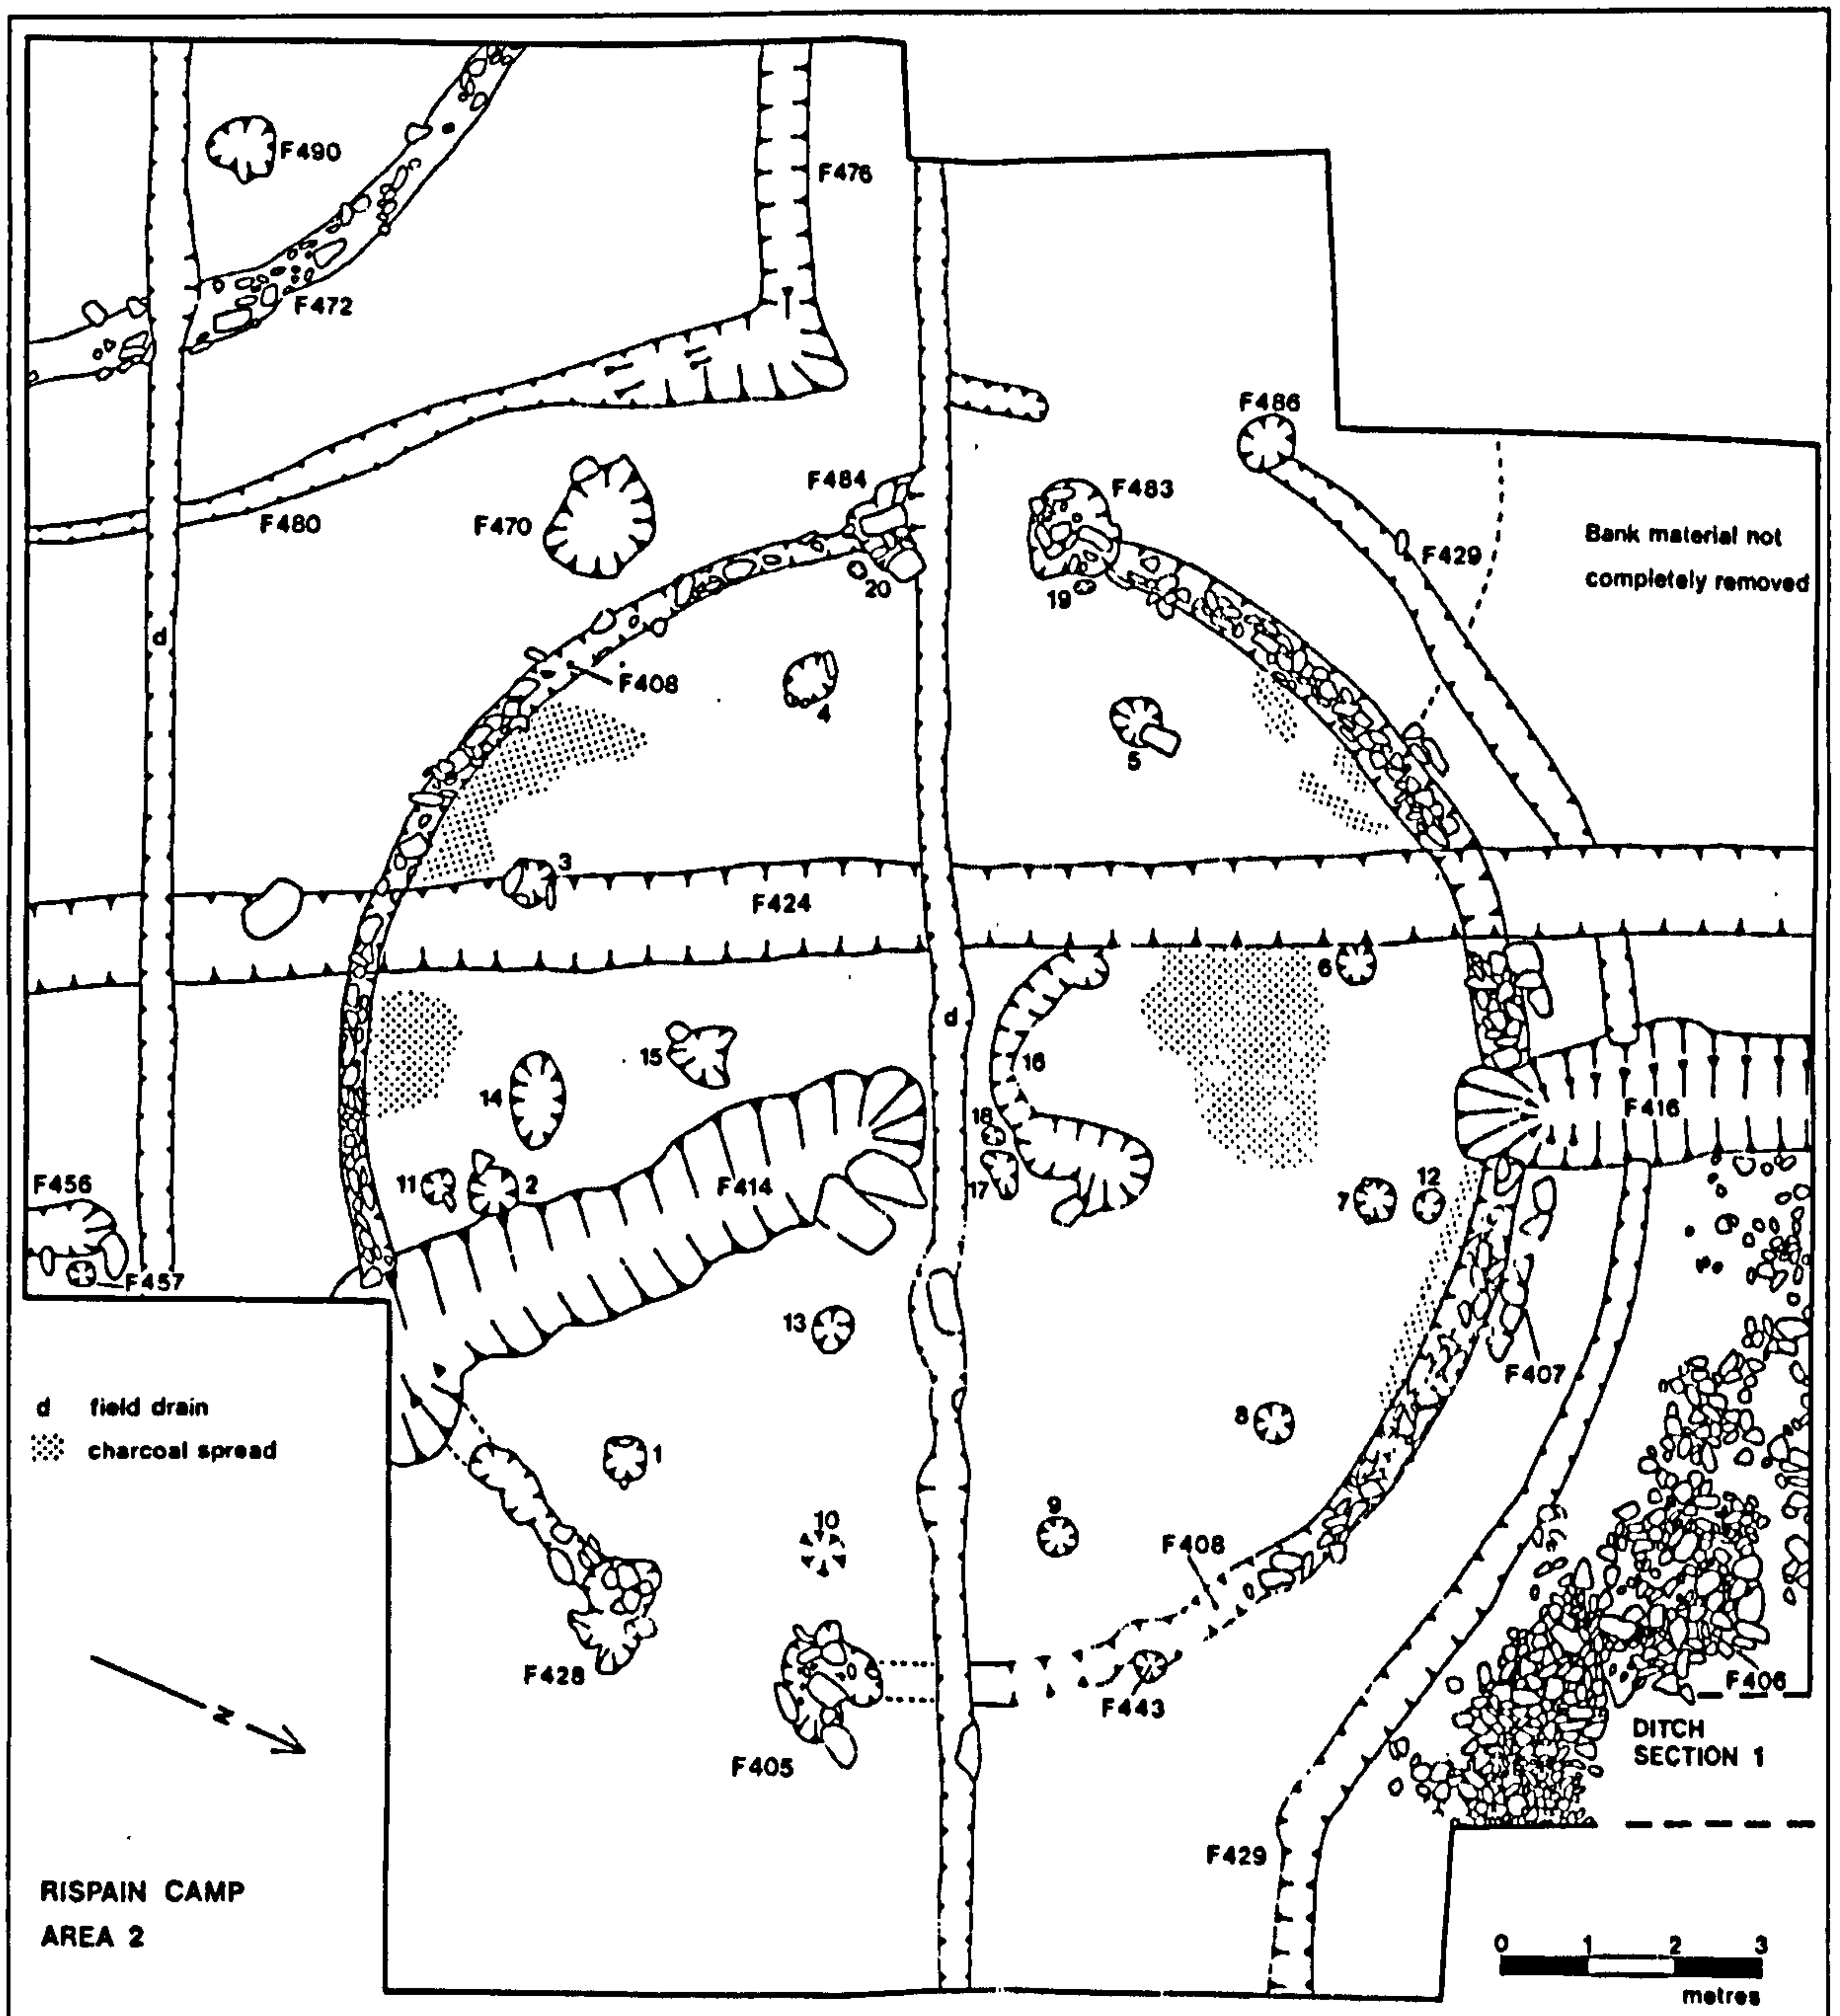 F490
F476
F472
F486
F484
F483
F470
F480
F429
Bank material not
completely removed
20
19
d
F408
4
5
3
F424
6
d
15
16
14
F416
18
F456
11
2
F414
17
7
12
F457
13
F407
d field drain
8
charcoal spread
1
9
10
F408
F428
N
F443
F406
F405
DITCH
SECTION 1
F429
RISPAIN CAMP
AREA 2
0 1 2 3
metres